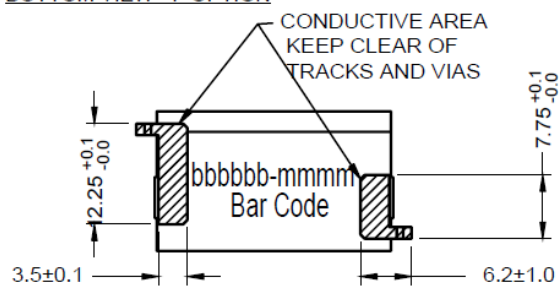 CONDUCTIVE AREA
KEEP CLEAR OF
TRACKS AND VIAS
12.25 +0.1 -0.0
7.75 +0.1 -0.0
bbbbbb-mmmm
Bar Code
3.5±0.1
6.2±1.0